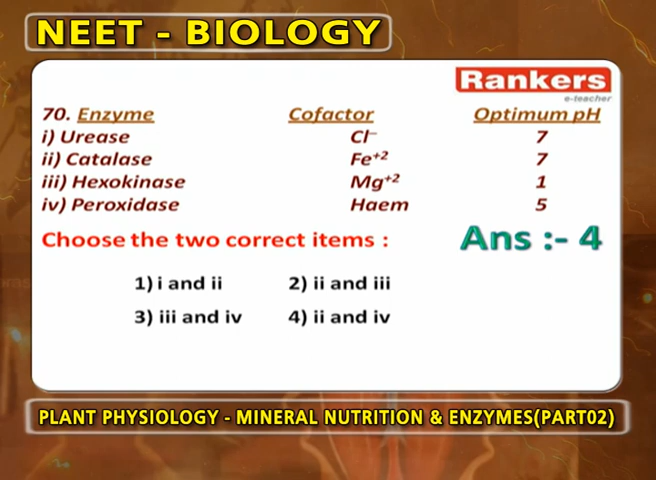 NEET - BIOLOGY
Rankers
e-teacher
70. Enzyme Cofactor Optimum pH
i) Urease Cl⁻ 7
ii) Catalase Fe⁺² 7
iii) Hexokinase Mg⁺² 1
iv) Peroxidase Haem 5
Choose the two correct items :
Ans :- 4
1) i and ii 2) ii and iii
3) iii and iv 4) ii and iv
PLANT PHYSIOLOGY - MINERAL NUTRITION & ENZYMES(PART02)